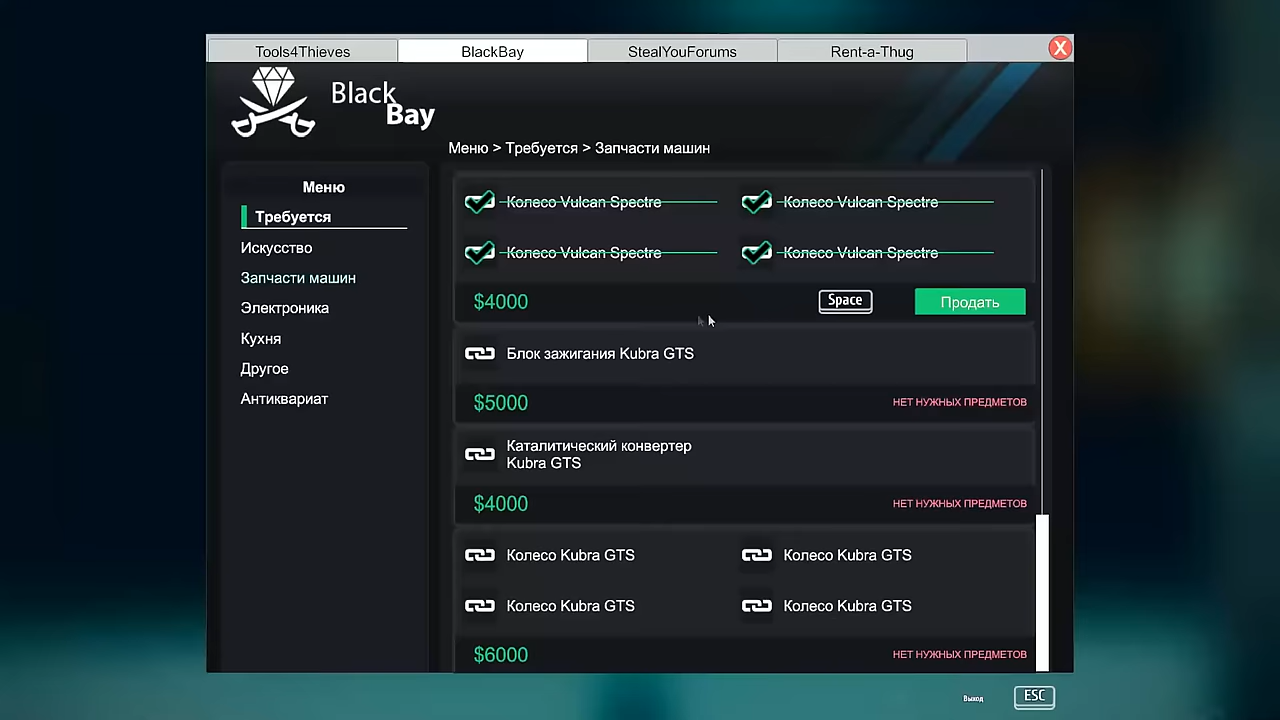 Tools4Thieves
BlackBay
StealYouForums
Rent-a-Thug
X
Black
Bay
Меню > Требуется > Запчасти машин
Меню
Требуется
Искусство
Запчасти машин
Электроника
Кухня
Другое
Антиквариат
Колесо Vulcan Spectre
Колесо Vulcan Spectre
Колесо Vulcan Spectre
Колесо Vulcan Spectre
$4000
Space
Продать
Блок зажигания Kubra GTS
$5000
НЕТ НУЖНЫХ ПРЕДМЕТОВ
Каталитический конвертер
Kubra GTS
$4000
НЕТ НУЖНЫХ ПРЕДМЕТОВ
Колесо Kubra GTS
Колесо Kubra GTS
Колесо Kubra GTS
Колесо Kubra GTS
$6000
НЕТ НУЖНЫХ ПРЕДМЕТОВ
Выход
ESC